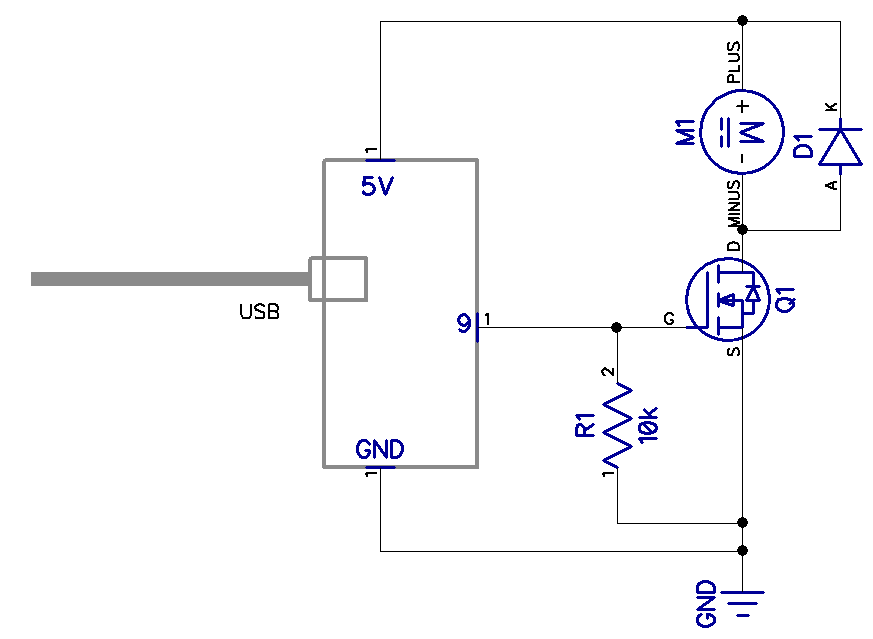 PLUS
K
+
M
-
M1
D1
1
5V
A
MINUS
D
USB
9
1
G
Q1
S
2
R1
10k
GND
1
1
GND